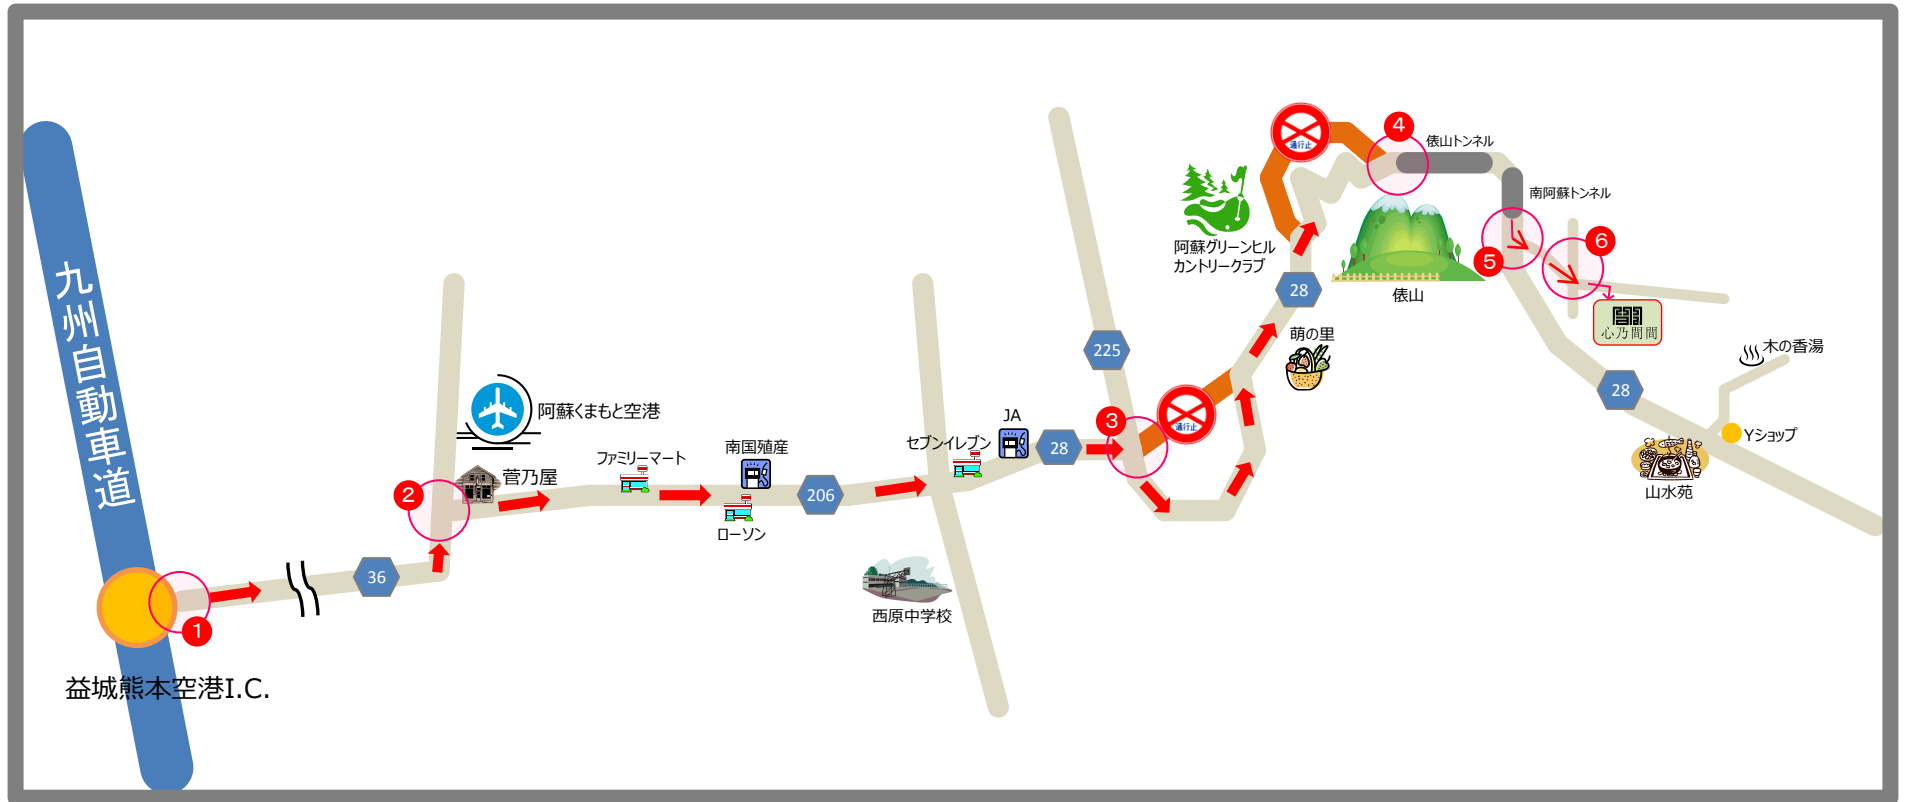 九州自動車道
益城熊本空港I.C.
1
36
2
阿蘇くまもと空港
菅乃屋
ファミリーマート
南国殖産
ローソン
206
西原中学校
セブンイレブン
JA
28
3
225
通行止
萌の里
28
阿蘇グリーンヒル
カントリークラブ
通行止
4
俵山トンネル
俵山
南阿蘇トンネル
5
6
心乃間間
28
木の香湯
Yショップ
山水苑